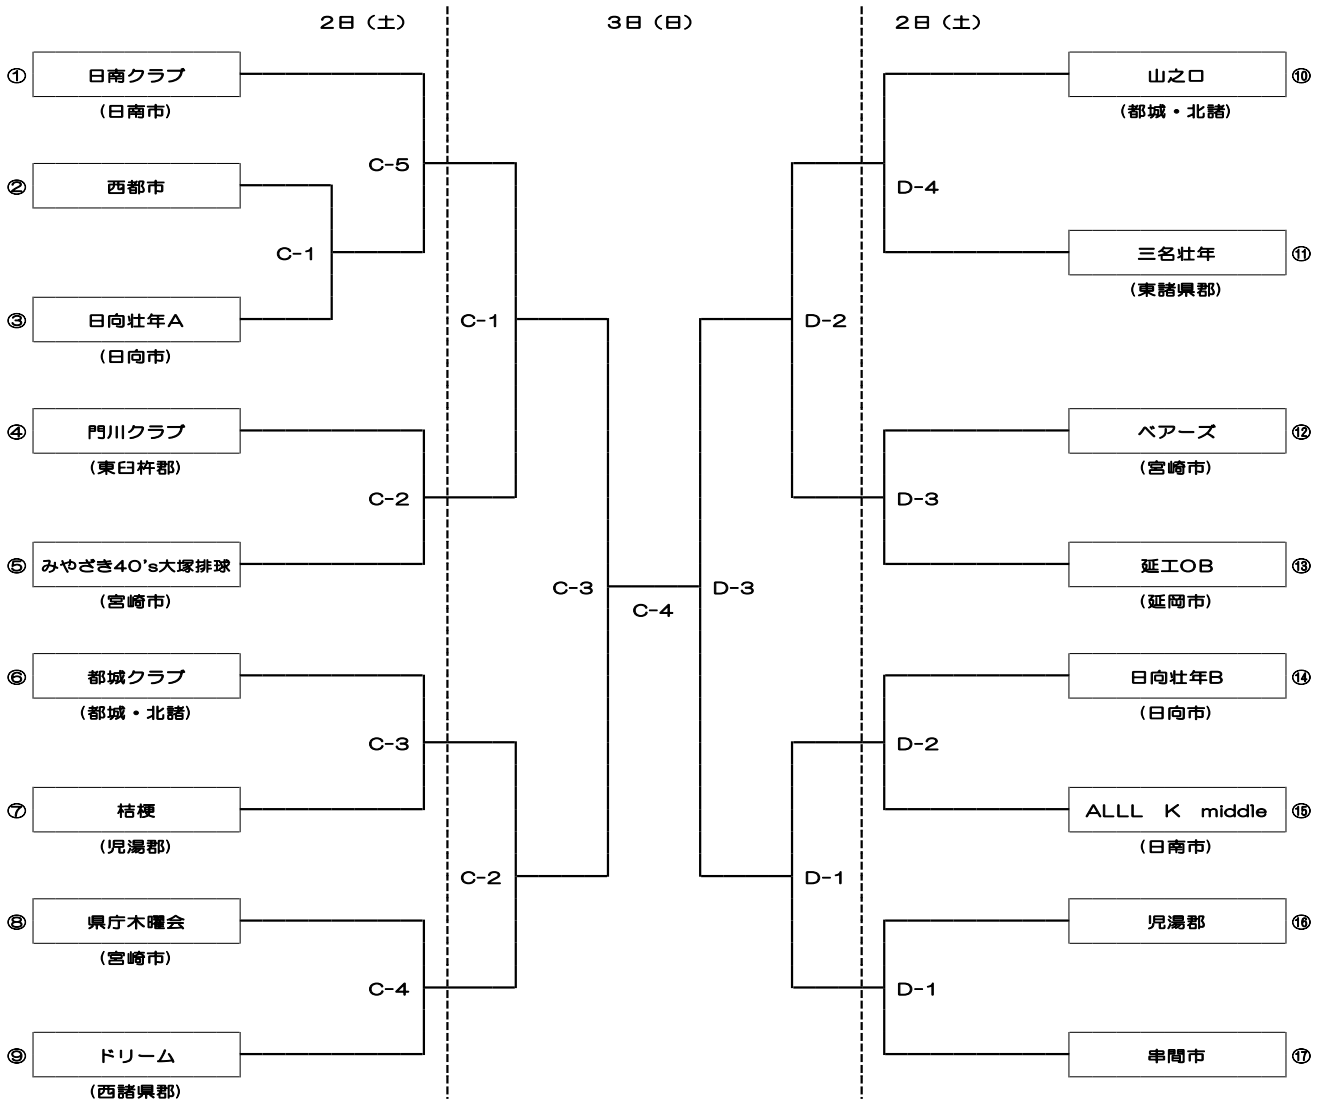 2日（土）
3日（日）
2日（土）
① 日南クラブ
（日南市）
② 西都市
③ 日向壮年A
（日向市）
④ 門川クラブ
（東臼杵郡）
⑤ みやざき40's大塚排球
（宮崎市）
⑥ 都城クラブ
（都城・北諸）
⑦ 桔梗
（児湯郡）
⑧ 県庁木曜会
（宮崎市）
⑨ ドリーム
（西諸県郡）
C-5
C-1
C-2
C-3
C-4
C-1
C-2
C-3
C-4
D-3
D-2
D-1
D-4
D-3
D-2
D-1
山之口 ⑩
（都城・北諸）
三名壮年 ⑪
（東諸県郡）
ベアーズ ⑫
（宮崎市）
延工OB ⑬
（延岡市）
日向壮年B ⑭
（日向市）
ALLL K middle ⑮
（日南市）
児湯郡 ⑯
串間市 ⑰